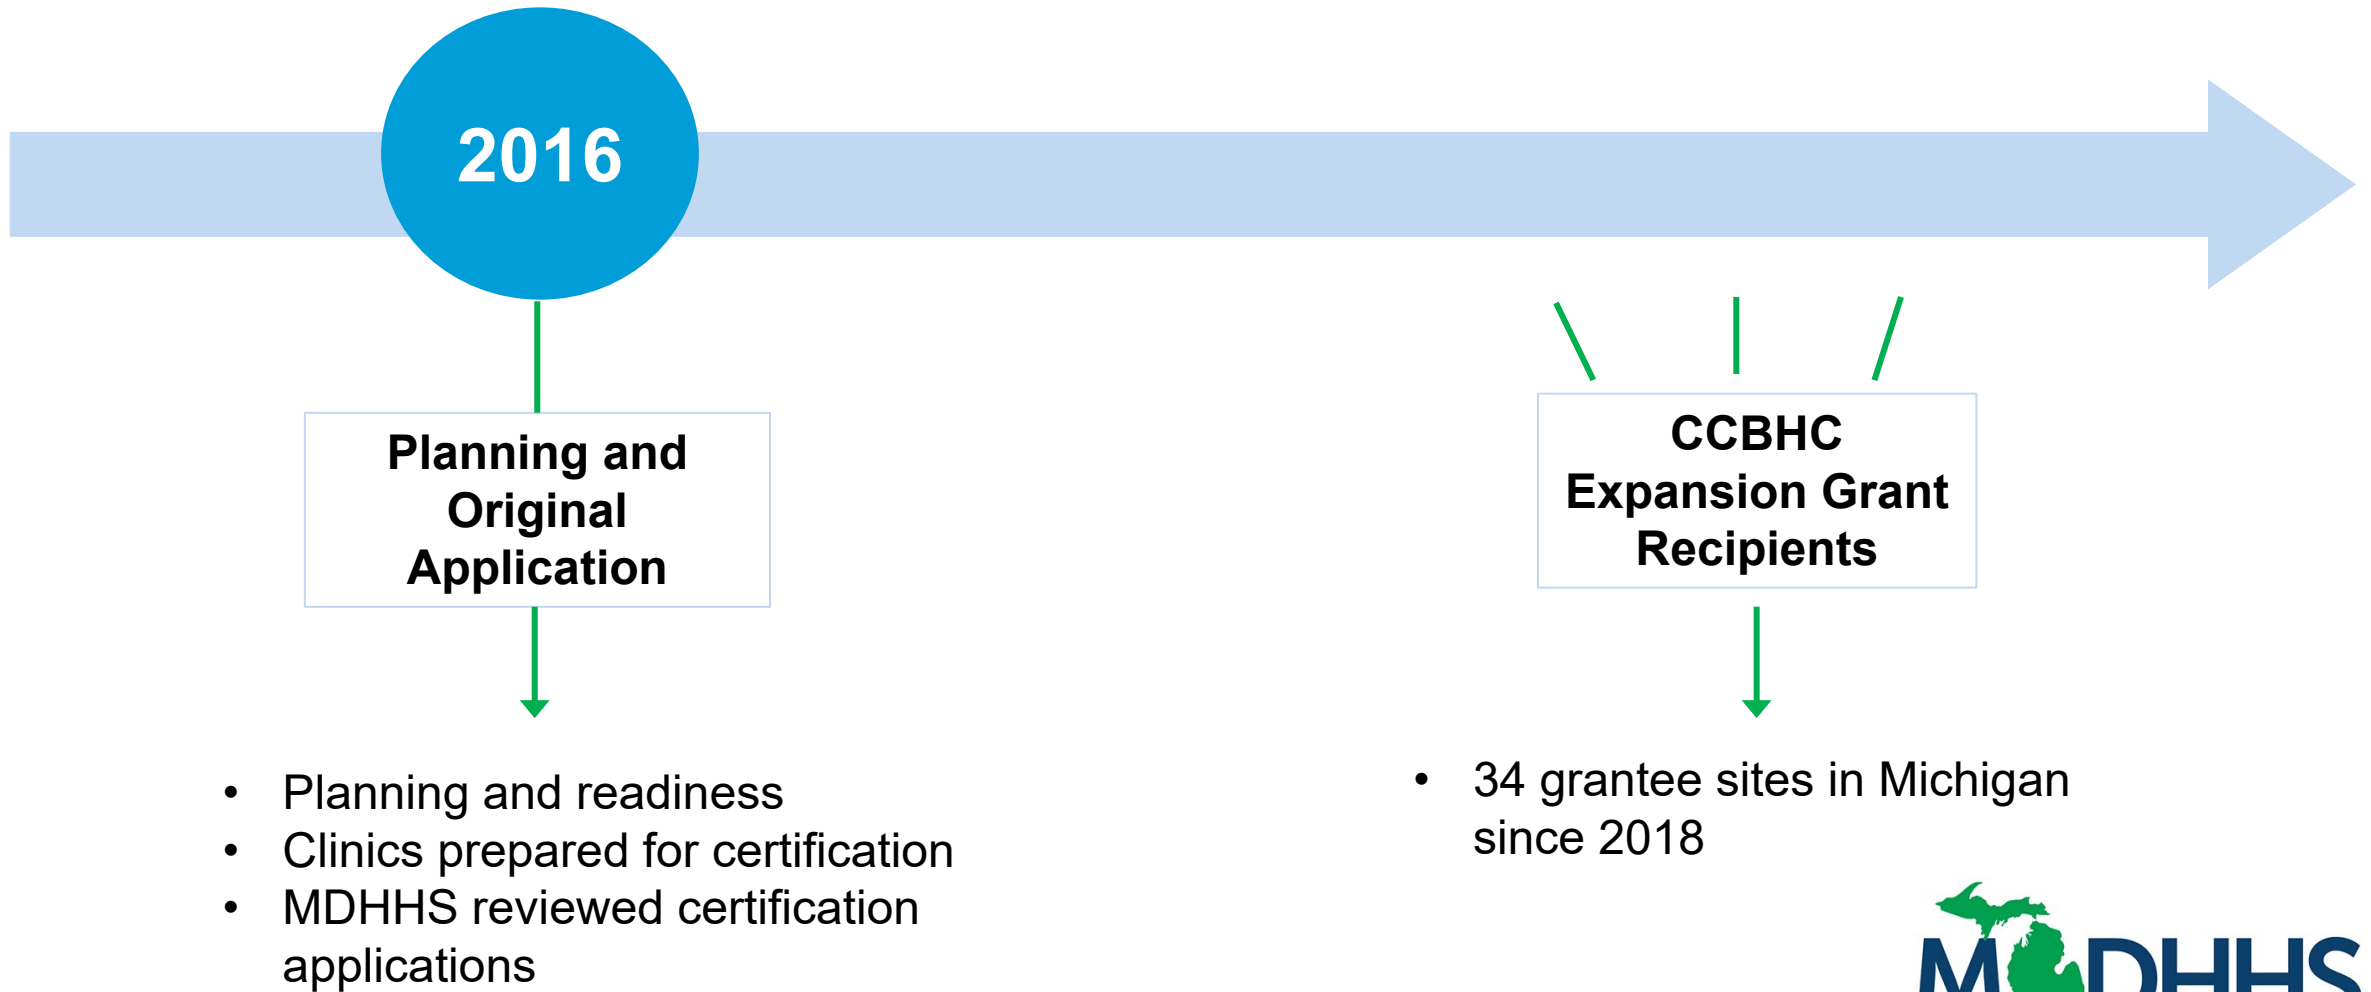 2016
Planning and
Original
Application
• Planning and readiness
• Clinics prepared for certification
• MDHHS reviewed certification
applications
CCBHC
Expansion Grant
Recipients
• 34 grantee sites in Michigan
since 2018
MDHHS